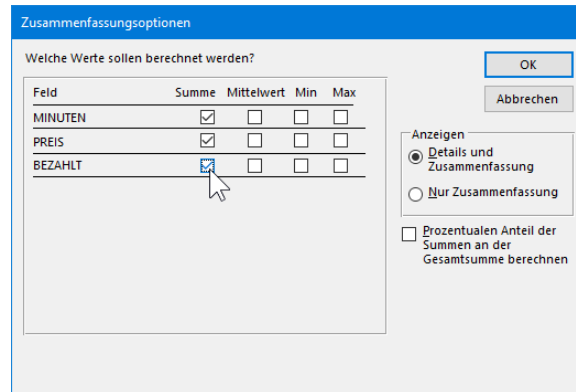 Zusammenfassungsoptionen
Welche Werte sollen berechnet werden?
Feld Summe Mittelwert Min Max
MINUTEN
PREIS
BEZAHLT
OK
Abbrechen
Anzeigen
Details und
Zusammenfassung
Nur Zusammenfassung
Prozentualen Anteil der
Summen an der
Gesamtsumme berechnen